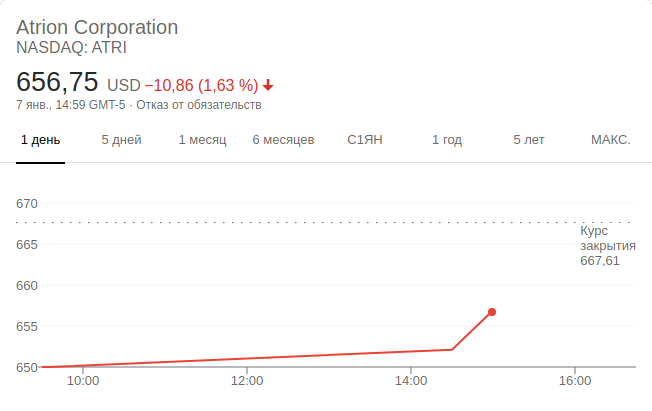 Atrion Corporation
NASDAQ: ATRI
656,75 USD −10,86 (1,63 %)
7 янв., 14:59 GMT-5 · Отказ от обязательств
1 день 5 дней 1 месяц 6 месяцев С1ЯН 1 год 5 лет МАКС.
670
Курс
665 закрытия
667,61
660
655
650
10:00 12:00 14:00 16:00